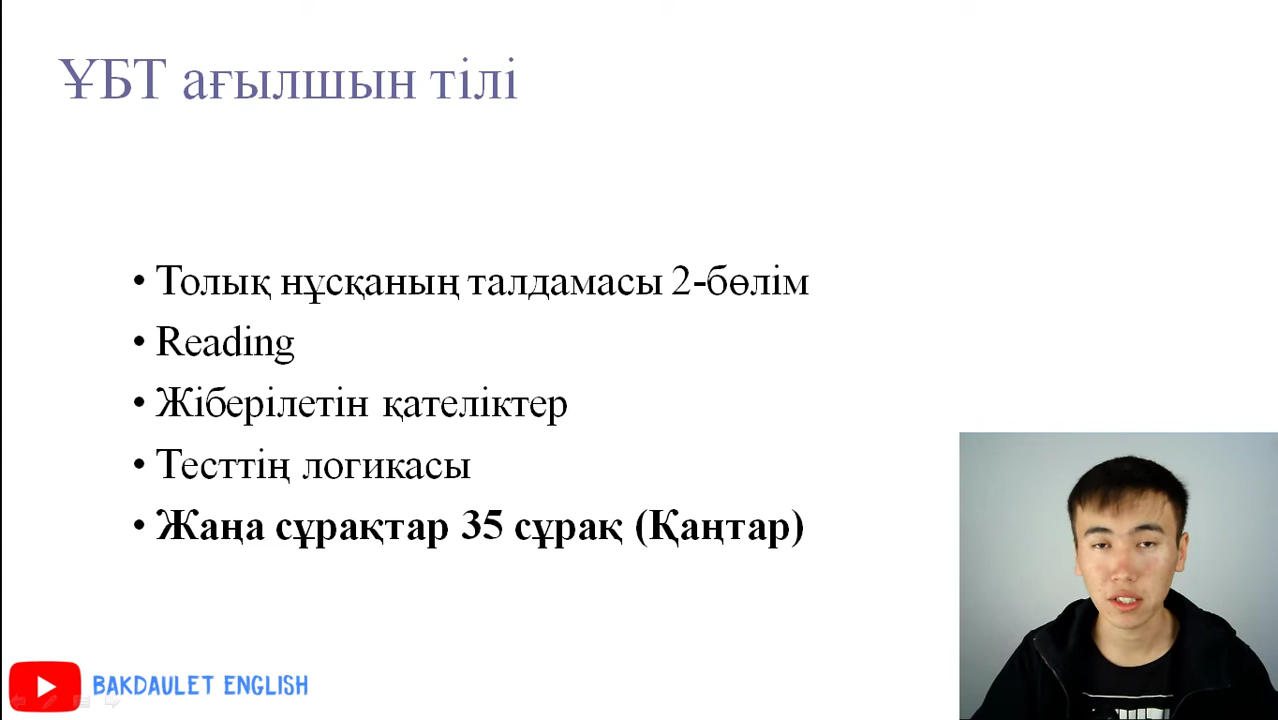 ҰБТ ағылшын тілі
• Толық нұсқаның талдамасы 2-бөлім
• Reading
• Жіберілетін қателіктер
• Тесттің логикасы
• Жаңа сұрақтар 35 сұрақ (Қаңтар)
BAKDAULET ENGLISH